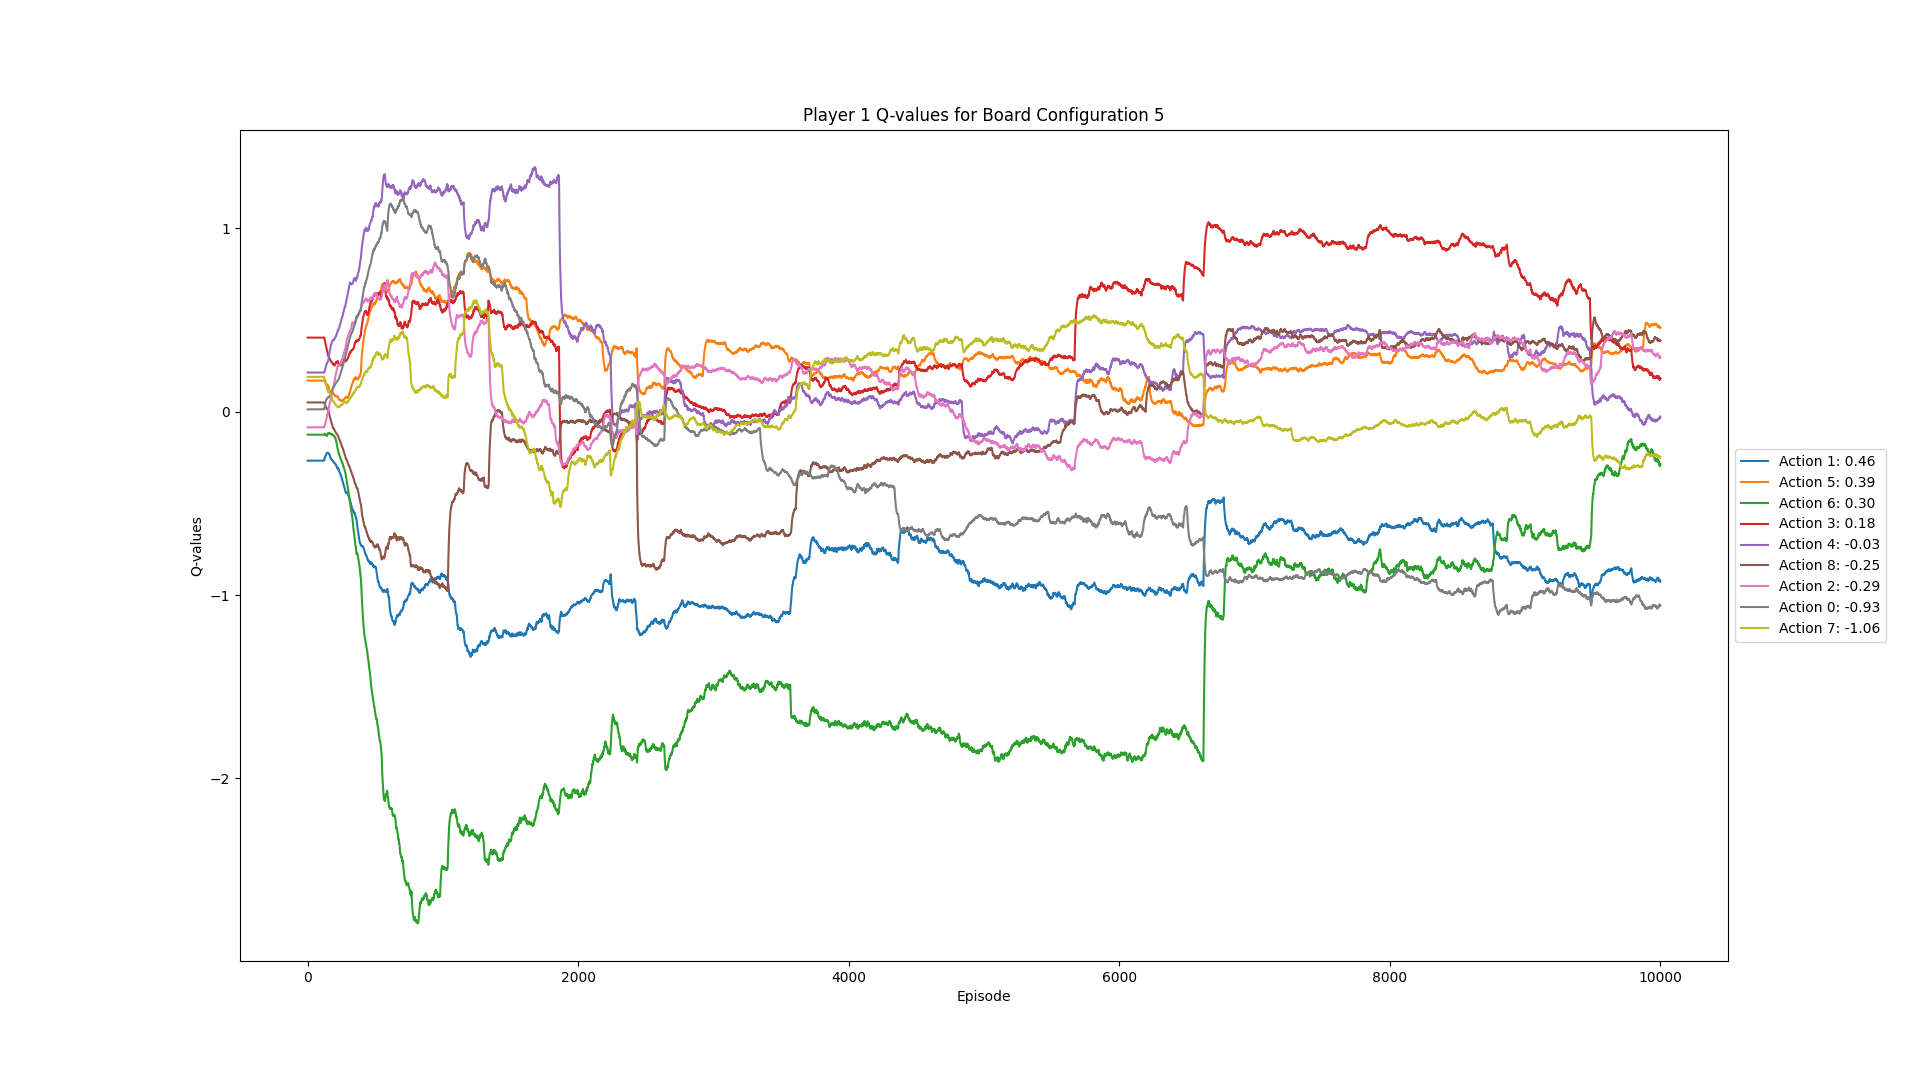 Player 1 Q-values for Board Configuration 5
Q-values
1
0
−1
−2
0
2000
4000
6000
8000
10000
Episode
Action 1: 0.46
Action 5: 0.39
Action 6: 0.30
Action 3: 0.18
Action 4: -0.03
Action 8: -0.25
Action 2: -0.29
Action 0: -0.93
Action 7: -1.06